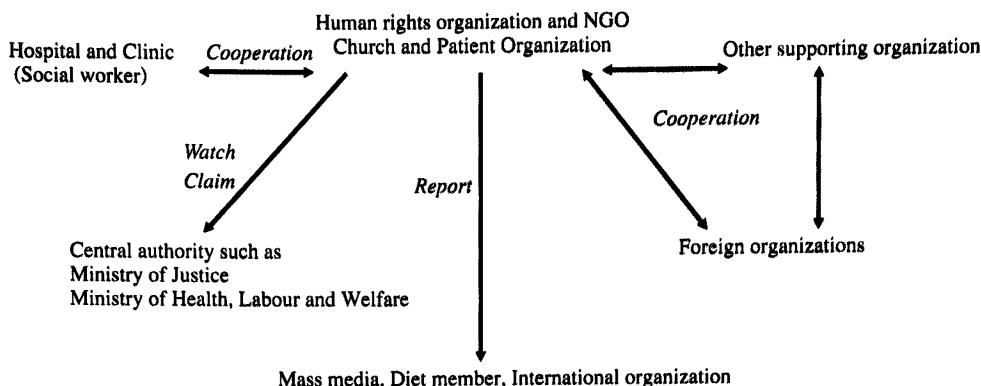 Human rights organization and NGO
Church and Patient Organization
Hospital and Clinic
(Social worker)
Cooperation
Other supporting organization
Cooperation
Watch
Claim
Report
Central authority such as
Ministry of Justice
Ministry of Health, Labour and Welfare
Foreign organizations
Mass media, Diet member, International organization